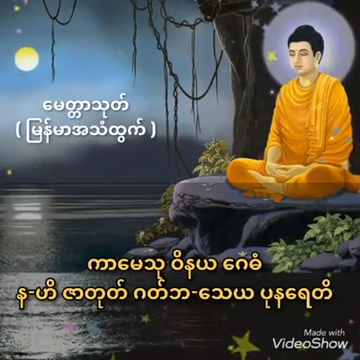 မေတ္တာသုတ်
( မြန်မာအသံထွက် )
ကာမေသု ဝိနယ ဂေဓံ
န-ဟိ ဇာတုတ် ဂတ်ဘ-သေယ ပုနရေတိ
Made with
VideoShow